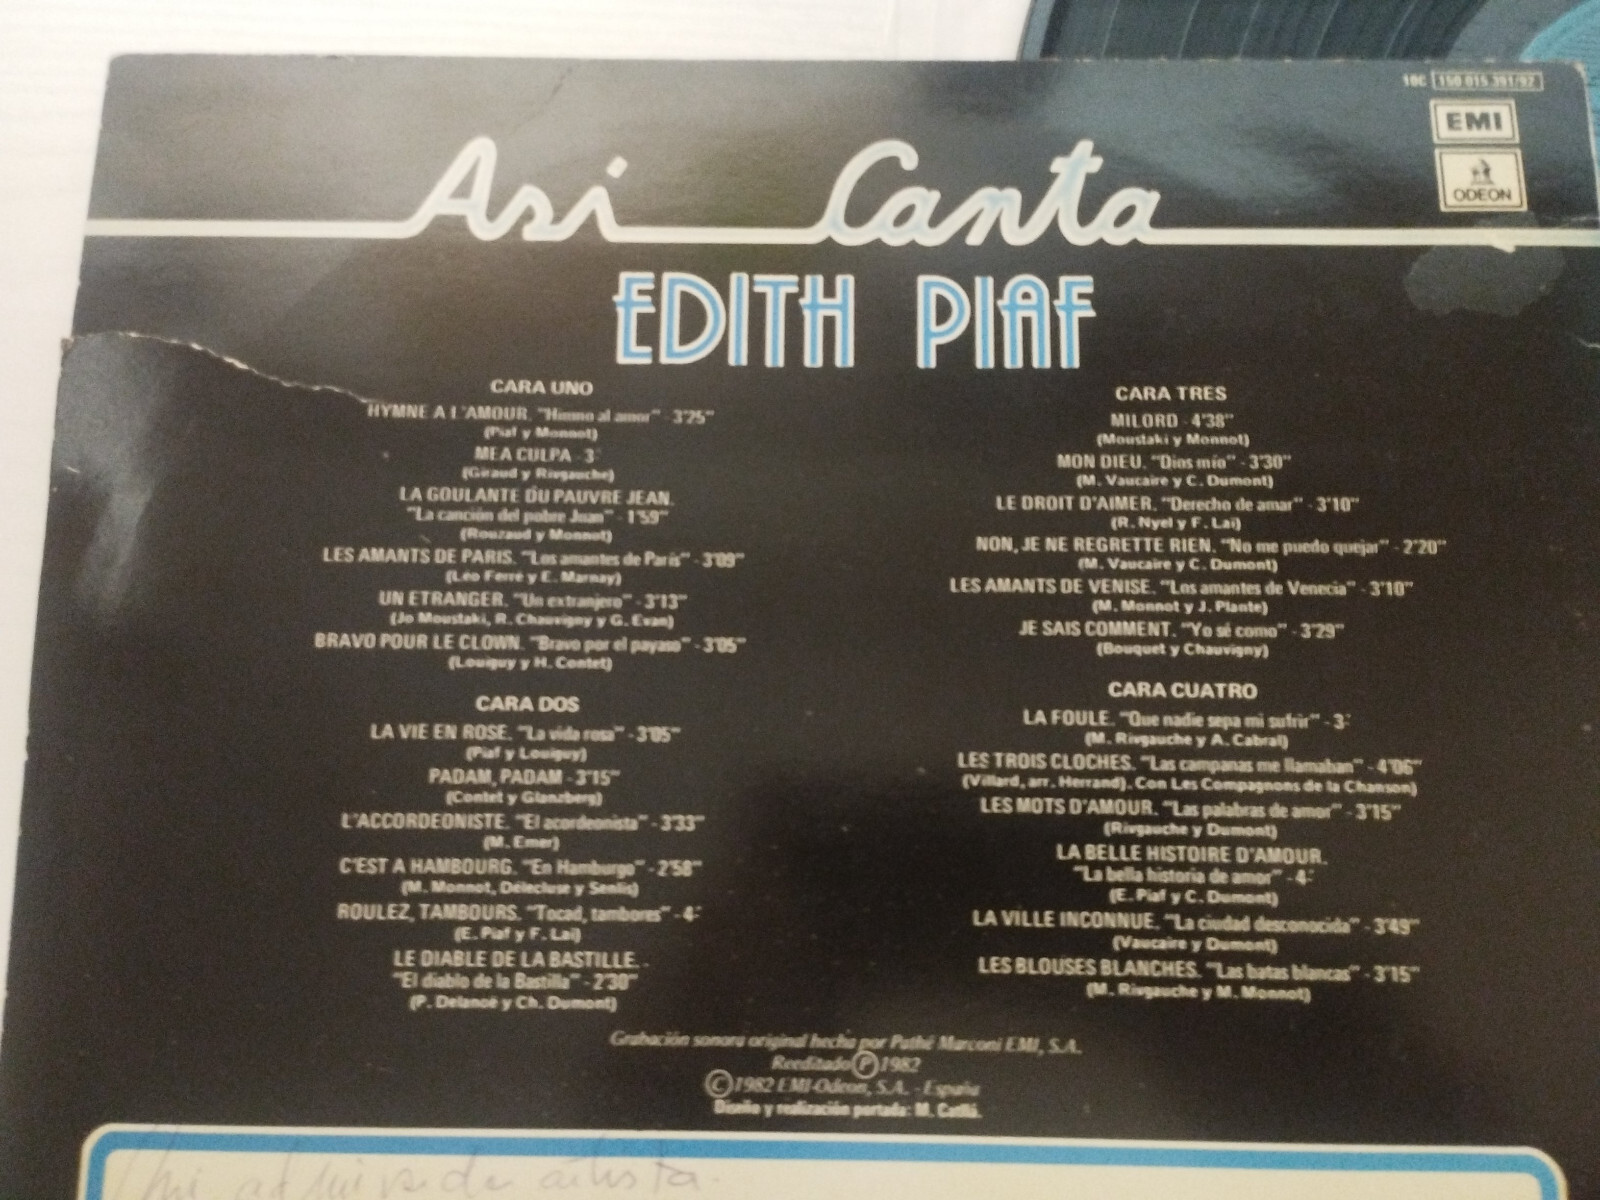 10C 150.015.391/92
EMI
ODEON
Asi Canta
EDITH PIAF
CARA UNO
HYMNE A L'AMOUR. "Himno al amor" - 3'25"
(Piaf y Monnot)
MEA CULPA - 3'
(Giraud y Rivgauche)
LA GOULANTE DU PAUVRE JEAN.
"La canción del pobre Juan" - 1'59"
(Rouzaud y Monnot)
LES AMANTS DE PARIS. "Los amantes de París" - 3'09"
(Léo Ferré y E. Marnay)
UN ETRANGER. "Un extranjero" - 3'13"
(Jo Moustaki, R. Chauvigny y G. Evan)
BRAVO POUR LE CLOWN. "Bravo por el payaso" - 3'05"
(Louiguy y H. Contet)
CARA DOS
LA VIE EN ROSE. "La vida rosa" - 3'05"
(Piaf y Louiguy)
PADAM, PADAM - 3'15"
(Contet y Glanzberg)
L'ACCORDEONISTE. "El acordeonista" - 3'33"
(M. Emer)
C'EST A HAMBOURG. "En Hamburgo" - 2'58"
(M. Monnot, Délecluse y Senlis)
ROULEZ, TAMBOURS. "Tocad, tambores" - 4'
(E. Piaf y F. Lai)
LE DIABLE DE LA BASTILLE. -
"El diablo de la Bastilla" - 2'30"
(P. Delanoë y Ch. Dumont)
CARA TRES
MILORD - 4'38"
(Moustaki y Monnot)
MON DIEU. "Dios mío" - 3'30"
(M. Vaucaire y C. Dumont)
LE DROIT D'AIMER. "Derecho de amar" - 3'10"
(R. Nyel y F. Lai)
NON, JE NE REGRETTE RIEN. "No me puedo quejar" - 2'20"
(M. Vaucaire y C. Dumont)
LES AMANTS DE VENISE. "Los amantes de Venecia" - 3'10"
(M. Monnot y J. Plante)
JE SAIS COMMENT. "Yo sé como" - 3'29"
(Bouquet y Chauvigny)
CARA CUATRO
LA FOULE. "Que nadie sepa mi sufrir" - 3'
(M. Rivgauche y A. Cabral)
LES TROIS CLOCHES. "Las campanas me llamaban" - 4'06"
(Villard, arr. Herrand). Con Les Compagnons de la Chanson)
LES MOTS D'AMOUR. "Las palabras de amor" - 3'15"
(Rivgauche y Dumont)
LA BELLE HISTOIRE D'AMOUR.
"La bella historia de amor" - 4'
(E. Piaf y C. Dumont)
LA VILLE INCONNUE. "La ciudad desconocida" - 3'49"
(Vaucaire y Dumont)
LES BLOUSES BLANCHES. "Las batas blancas" - 3'15"
(M. Rivgauche y M. Monnot)
Grabación sonora original hecha por Pathé Marconi EMI, S.A.
Reeditado Ⓟ 1982
© 1982 EMI-Odeon, S.A. - España
Diseño y realización portada: M. Catllá.